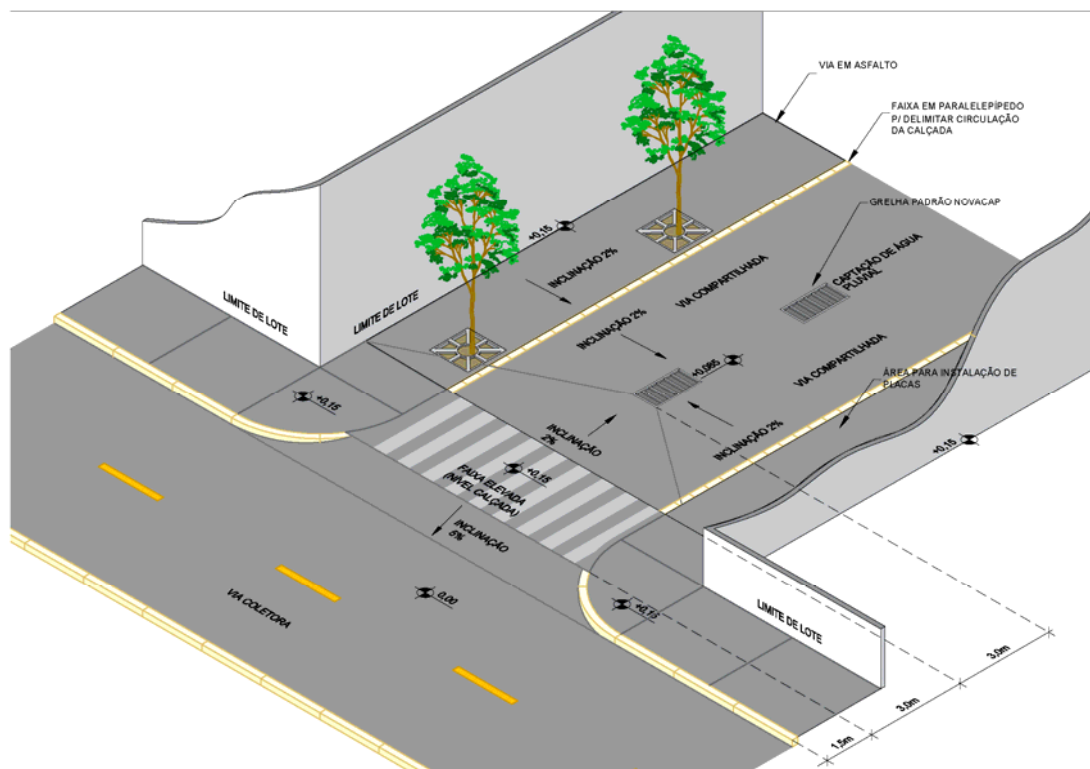 VIA EM ASFALTO
FAIXA EM PARALELEPÍPEDO
P/ DELIMITAR CIRCULAÇÃO
DA CALÇADA
GRELHA PADRÃO NOVACAP
+0,15
CAPTAÇÃO DE ÁGUA
PLUVIAL
INCLINAÇÃO 2%
VIA COMPARTILHADA
LIMITE DE LOTE
LIMITE DE LOTE
INCLINAÇÃO 2%
+0,085
VIA COMPARTILHADA
ÁREA PARA INSTALAÇÃO DE
PLACAS
+0,15
INCLINAÇÃO
2%
INCLINAÇÃO 2%
+0,15
+0,15
FAIXA ELEVADA
(NÍVEL CALÇADA)
INCLINAÇÃO
5%
VIA COLETORA
0,00
+0,15
LIMITE DE LOTE
3,0m
3,0m
1,5m